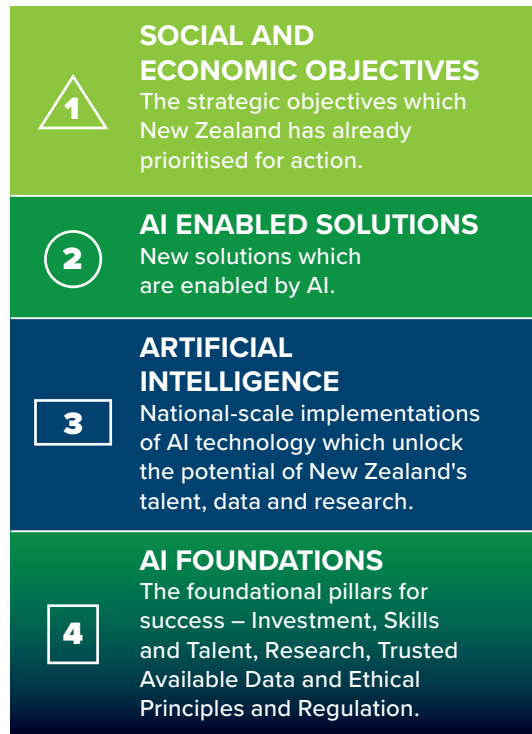 1
SOCIAL AND
ECONOMIC OBJECTIVES
The strategic objectives which
New Zealand has already
prioritised for action.
2
AI ENABLED SOLUTIONS
New solutions which
are enabled by AI.
3
ARTIFICIAL
INTELLIGENCE
National-scale implementations
of AI technology which unlock
the potential of New Zealand's
talent, data and research.
4
AI FOUNDATIONS
The foundational pillars for
success – Investment, Skills
and Talent, Research, Trusted
Available Data and Ethical
Principles and Regulation.